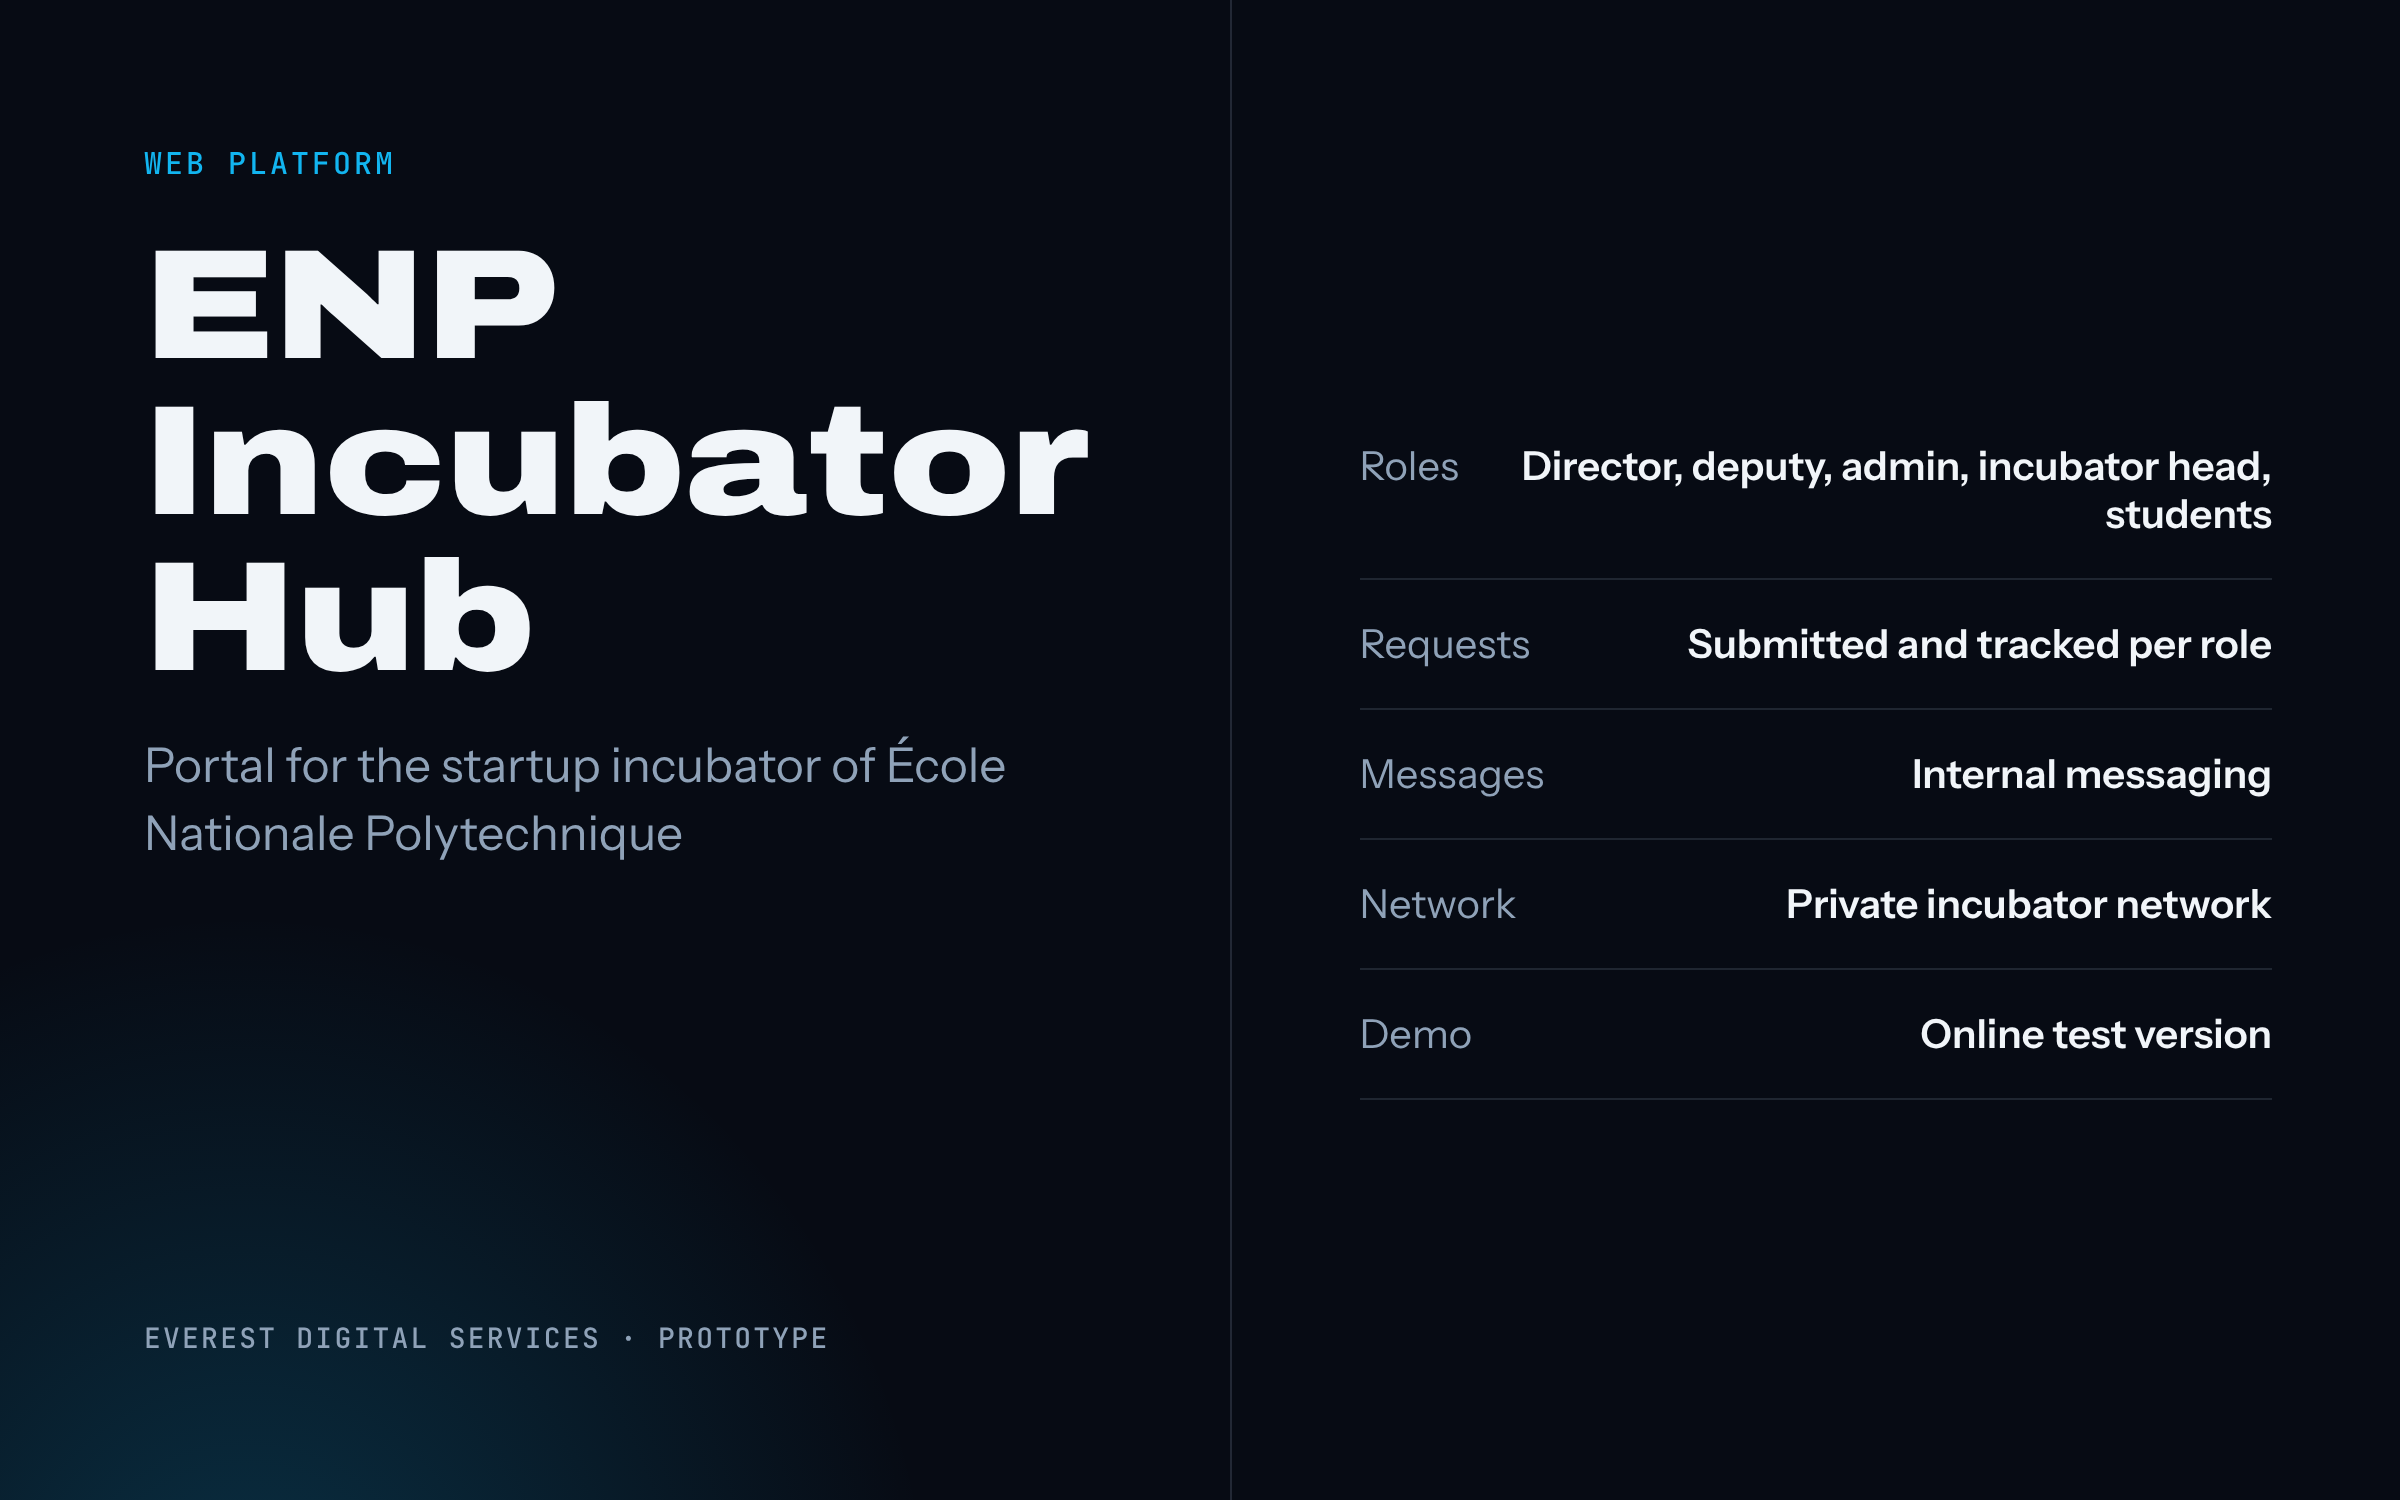 WEB PLATFORM
ENP
Incubator
Hub
Portal for the startup incubator of École
Nationale Polytechnique
EVEREST DIGITAL SERVICES · PROTOTYPE
Roles Director, deputy, admin, incubator head,
students
Requests Submitted and tracked per role
Messages Internal messaging
Network Private incubator network
Demo Online test version